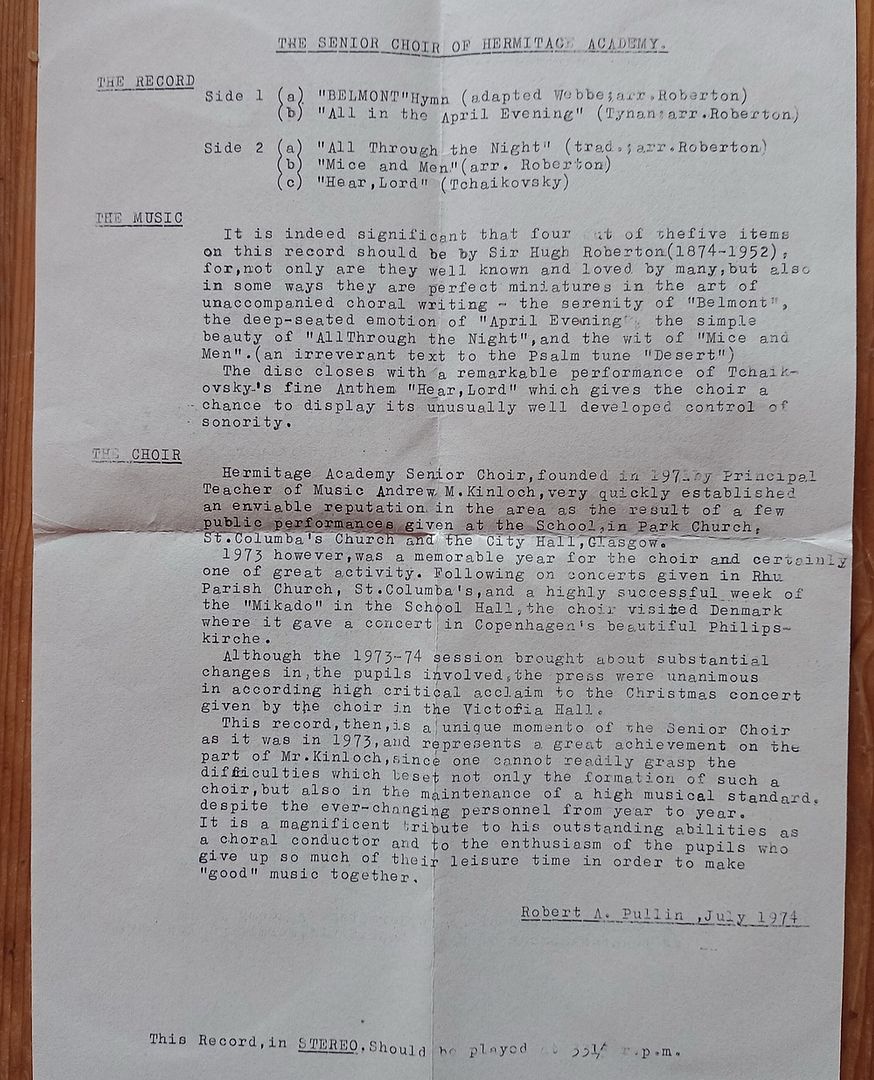 THE SENIOR CHOIR OF HERMITAGE ACADEMY.
THE RECORD
Side 1 (a) "BELMONT"Hymn (adapted Webbe;arr.Roberton)
(b) "All in the April Evening" (Tynan;arr.Roberton)
Side 2 (a) "All Through the Night" (trad.;arr.Roberton)
(b) "Mice and Men"(arr. Roberton)
(c) "Hear,Lord" (Tchaikovsky)
THE MUSIC
It is indeed significant that four of thefive items
on this record should be by Sir Hugh Roberton(1874-1952),
for,not only are they well known and loved by many,but also
in some ways they are perfect miniatures in the art of
unaccompanied choral writing - the serenity of "Belmont",
the deep-seated emotion of "April Evening" the simple
beauty of "AllThrough the Night",and the wit of "Mice and
Men".(an irreverant text to the Psalm tune "Desert")
The disc closes with a remarkable performance of Tchaik-
ovsky's fine Anthem "Hear,Lord" which gives the choir a
chance to display its unusually well developed control of
sonority.
THE CHOIR
Hermitage Academy Senior Choir,founded in by Principal
Teacher of Music Andrew M.Kinloch,very quickly established
an enviable reputation in the area as the result of a few
public performances given at the School,in Park Church,
St.Columba's Church and the City Hall,Glasgow.
1973 however,was a memorable year for the choir and certainly
one of great activity. Following on concerts given in Rhu
Parish Church, St.Columba's,and a highly successful week of
the "Mikado" in the School Hall,the choir visited Denmark
where it gave a concert in Copenhagen's beautiful Philips-
kirche.
Although the 1973-74 session brought about substantial
changes in,the pupils involved,the press were unanimous
in according high critical acclaim to the Christmas concert
given by the choir in the Victofia Hall.
This record,then,is a unique momento of the Senior Choir
as it was in 1973,and represents a great achievement on the
part of Mr.Kinloch,since one cannot readily grasp the
difficulties which beset not only the formation of such a
choir,but also in the maintenance of a high musical standard,
despite the ever-changing personnel from year to year.
It is a magnificent tribute to his outstanding abilities as
a choral conductor and to the enthusiasm of the pupils who
give up so much of their leisure time in order to make
"good" music together.
Robert A. Pullin ,July 1974
This Record,in STEREO,Should be played r.p.m.